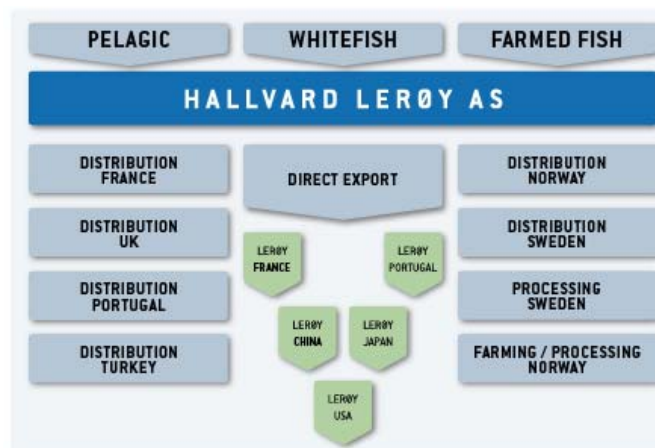 PELAGIC
WHITEFISH
FARMED FISH
HALLVARD LERØY AS
DISTRIBUTION
FRANCE
DISTRIBUTION
UK
DISTRIBUTION
PORTUGAL
DISTRIBUTION
TURKEY
DIRECT EXPORT
LERØY
FRANCE
LERØY
PORTUGAL
LERØY
CHINA
LERØY
JAPAN
LERØY
USA
DISTRIBUTION
NORWAY
DISTRIBUTION
SWEDEN
PROCESSING
SWEDEN
FARMING / PROCESSING
NORWAY